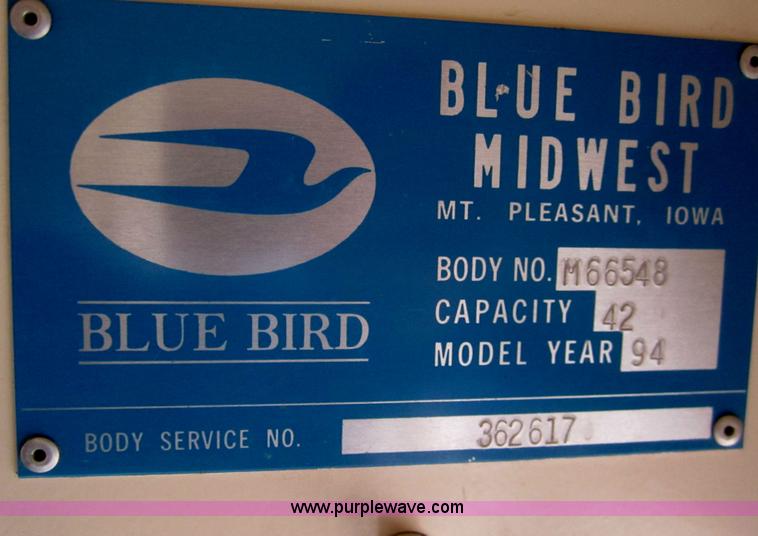 BLUE BIRD
MIDWEST
MT. PLEASANT, IOWA
BODY NO. M66548
CAPACITY 42
MODEL YEAR 94
BLUE BIRD
BODY SERVICE NO. 362617
www.purplewave.com